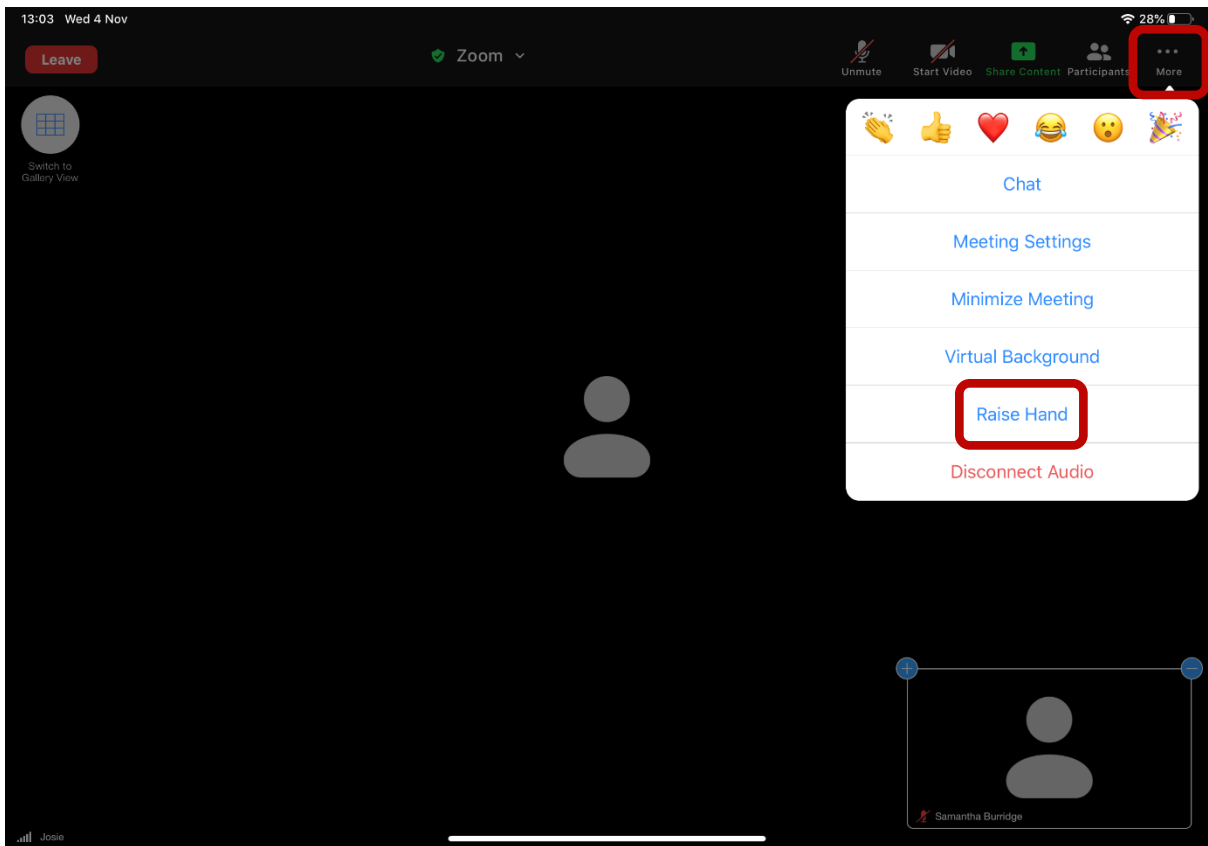 13:03 Wed 4 Nov
28%
Leave
Zoom
Unmute
Start Video
Share Content
Participants
More
Switch to
Gallery View
Chat
Meeting Settings
Minimize Meeting
Virtual Background
Raise Hand
Disconnect Audio
Samantha Burridge
Josie